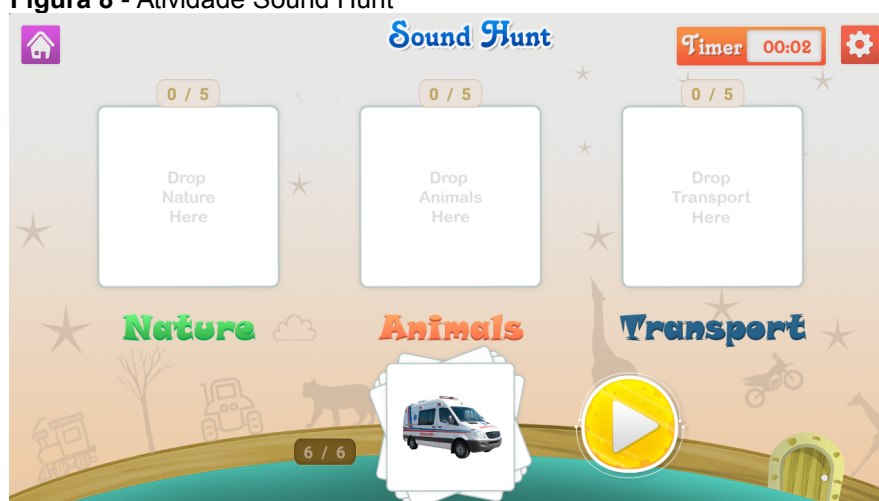 Figura 8 - Atividade Sound Hunt
Sound Hunt
Timer 00:02
0 / 5
0 / 5
0 / 5
Drop
Nature
Here
Drop
Animals
Here
Drop
Transport
Here
Nature
Animals
Transport
6 / 6